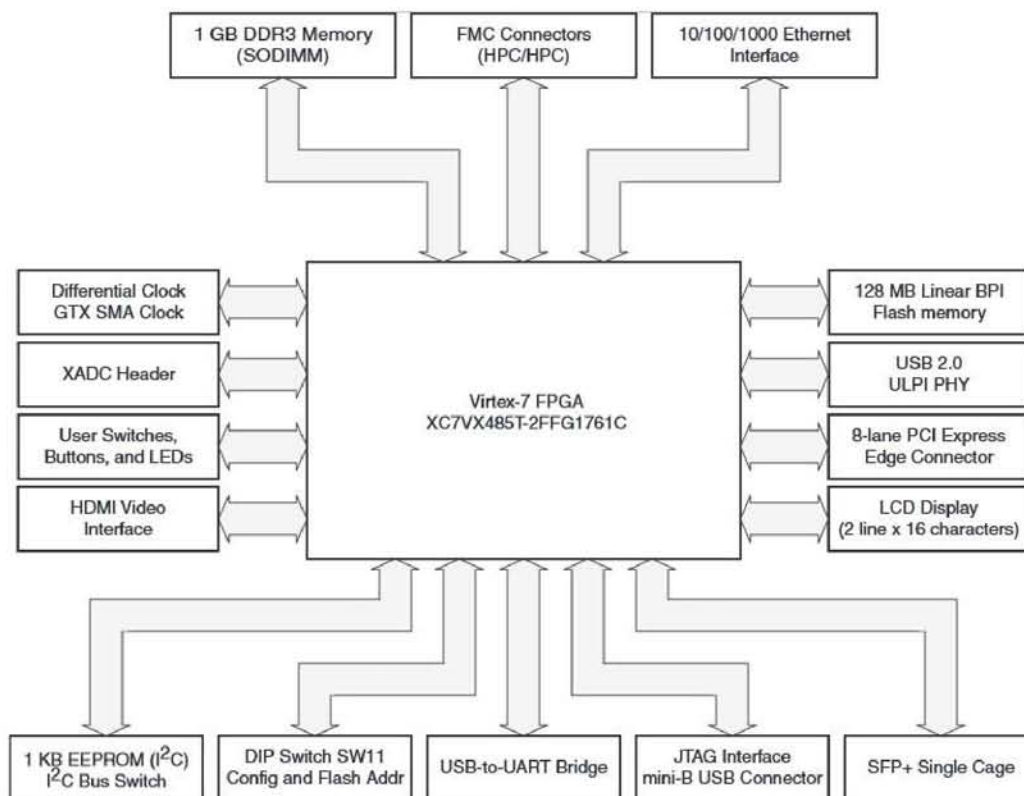 1 GB DDR3 Memory
(SODIMM)
FMC Connectors
(HPC/HPC)
10/100/1000 Ethernet
Interface
Differential Clock
GTX SMA Clock
XADC Header
User Switches,
Buttons, and LEDs
HDMI Video
Interface
Virtex-7 FPGA
XC7VX485T-2FFG1761C
128 MB Linear BPI
Flash memory
USB 2.0
ULPI PHY
8-lane PCI Express
Edge Connector
LCD Display
(2 line x 16 characters)
1 KB EEPROM (I²C)
I²C Bus Switch
DIP Switch SW11
Config and Flash Addr
USB-to-UART Bridge
JTAG Interface
mini-B USB Connector
SFP+ Single Cage